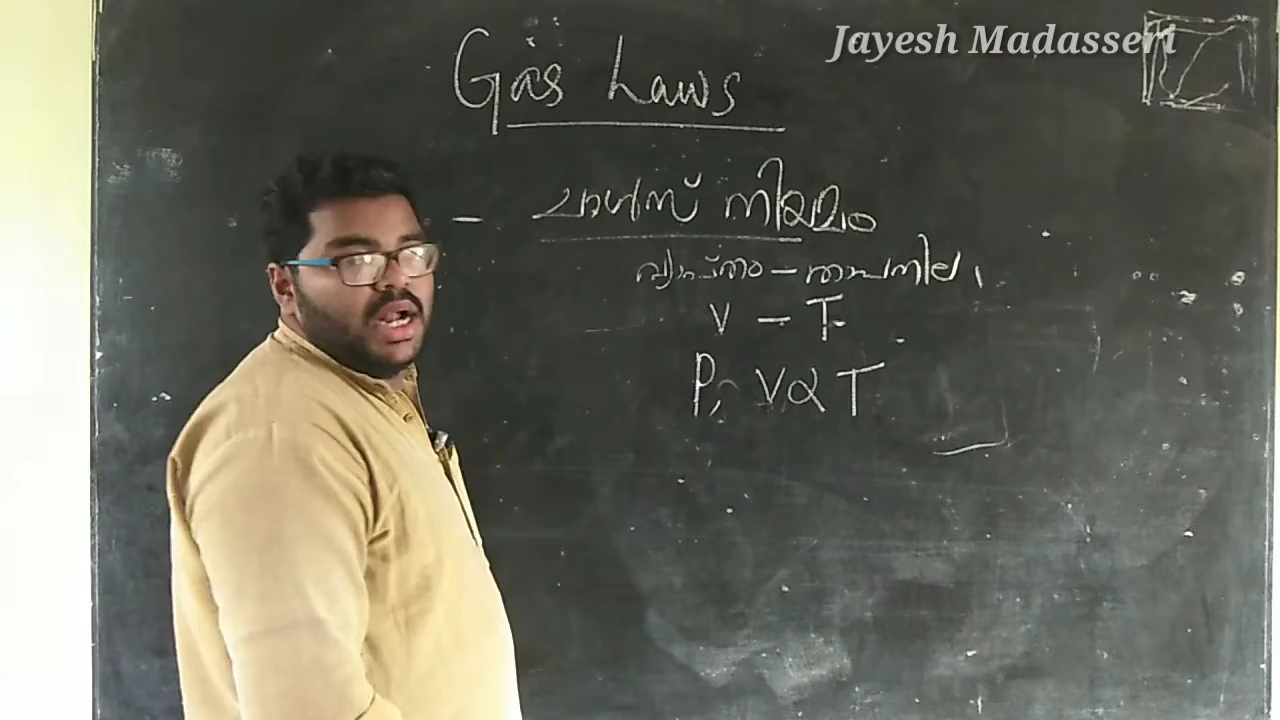 Jayesh Madasseri
Gas Laws
- ചാൾസ് നിയമം
വ്യാപ്തം - താപനില
V - T
P, V α T